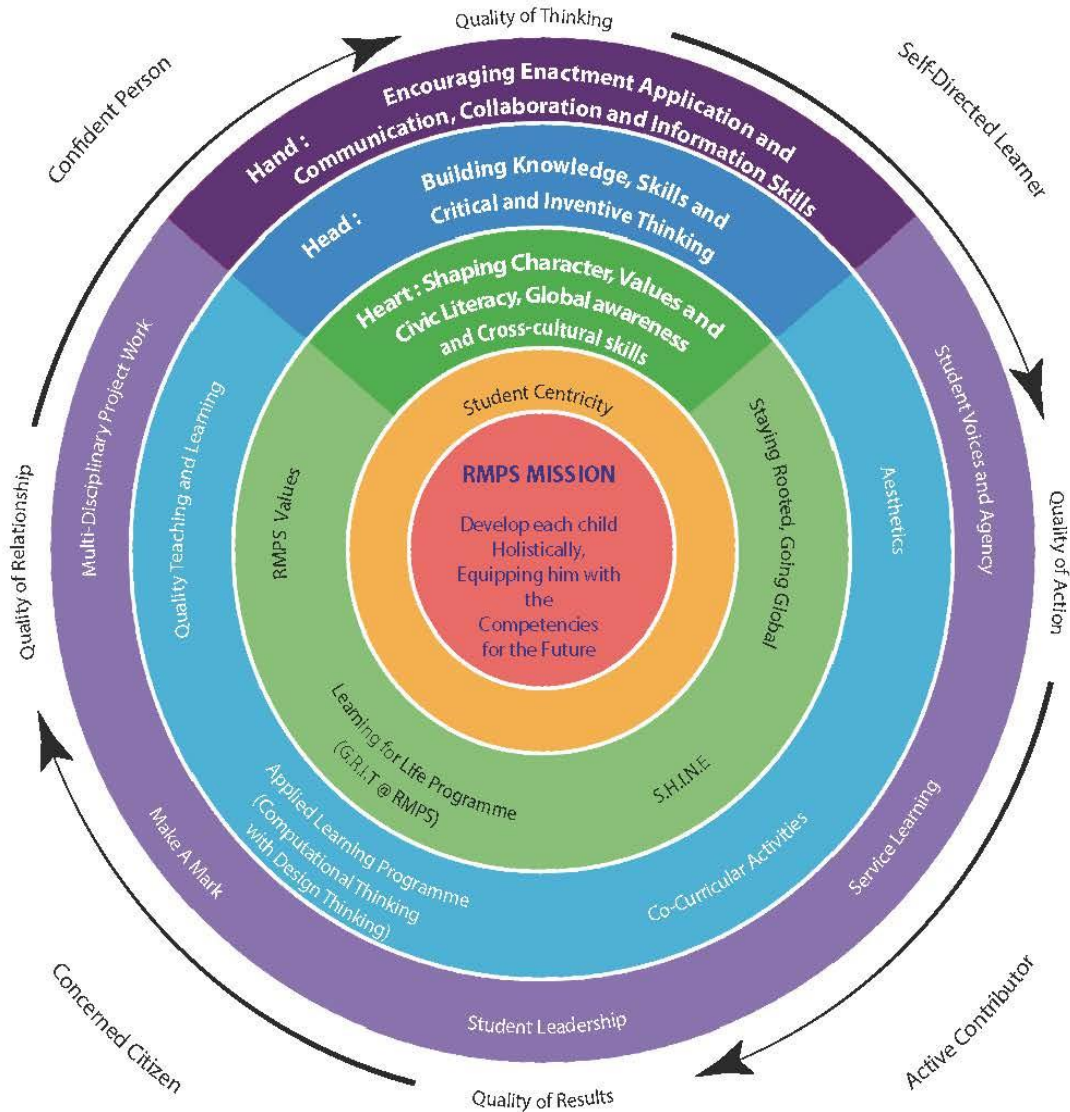 Quality of Thinking
Confident Person
Self-Directed Learner
Hand : Encouraging Enactment Application and
Communication, Collaboration and Information Skills
Head : Building Knowledge, Skills and
Critical and Inventive Thinking
Heart : Shaping Character, Values and
Civic Literacy, Global awareness
and Cross-cultural skills
Student Centricity
RMPS MISSION
Develop each child
Holistically,
Equipping him with
the
Competencies
for the Future
Quality of Relationship
Multi-Disciplinary Project Work
Quality Teaching and Learning
RMPS Values
Staying Rooted, Going Global
Aesthetics
Student Voices and Agency
Quality of Action
Learning for Life Programme
(G.R.I.T @ RMPS)
S.H.I.N.E
Applied Learning Programme
(Computational Thinking
with Design Thinking)
Co-Curricular Activities
Make A Mark
Service Learning
Student Leadership
Concerned Citizen
Active Contributor
Quality of Results